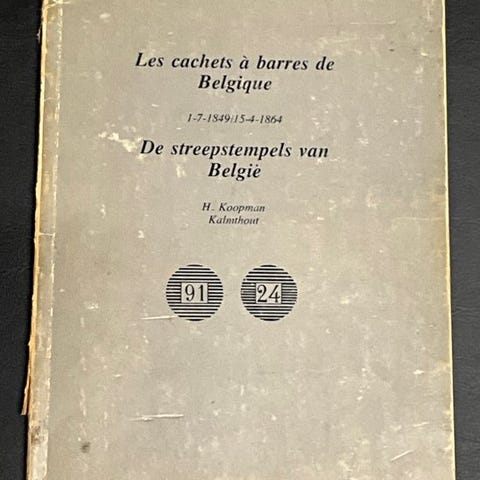 Les cachets à barres de
Belgique
1-7-1849/15-4-1864
De streepstempels van
België
H. Koopman
Kalmthout
91 24